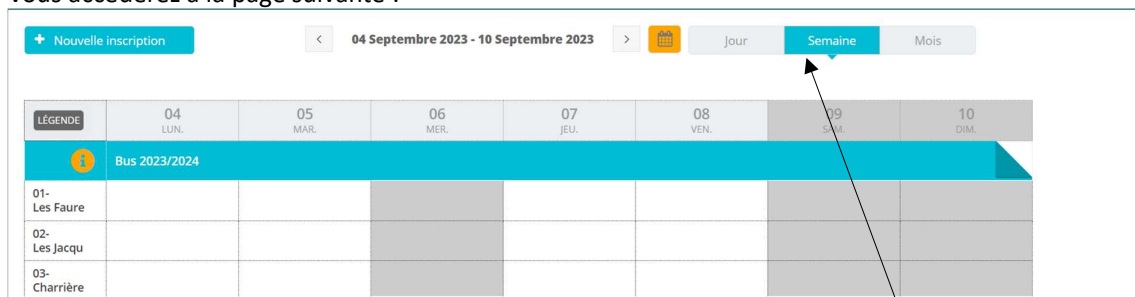 Vous accéderez à la page suivante :
+ Nouvelle inscription < 04 Septembre 2023 - 10 Septembre 2023 > Jour Semaine Mois
LÉGENDE 04 05 06 07 08 09 10
LUN. MAR. MER. JEU. VEN. SAM. DIM.
i Bus 2023/2024
01-
Les Faure
02-
Les Jacqu
03-
Charrière